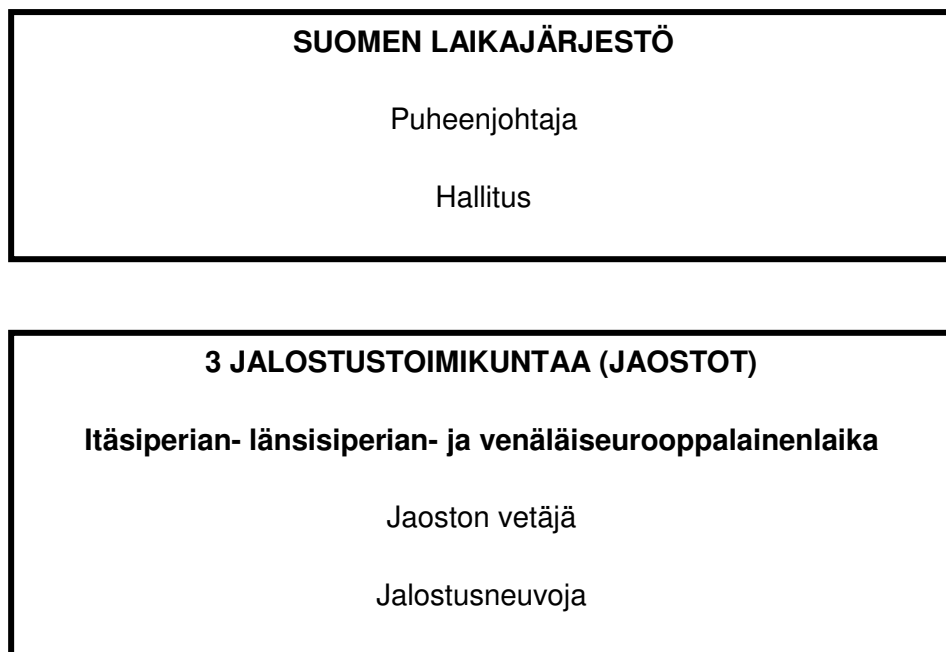 SUOMEN LAIKAJÄRJESTÖ
Puheenjohtaja
Hallitus
3 JALOSTUSTOIMIKUNTAA (JAOSTOT)
Itäsiperian- länsisiperian- ja venäläiseurooppalainenlaika
Jaoston vetäjä
Jalostusneuvoja